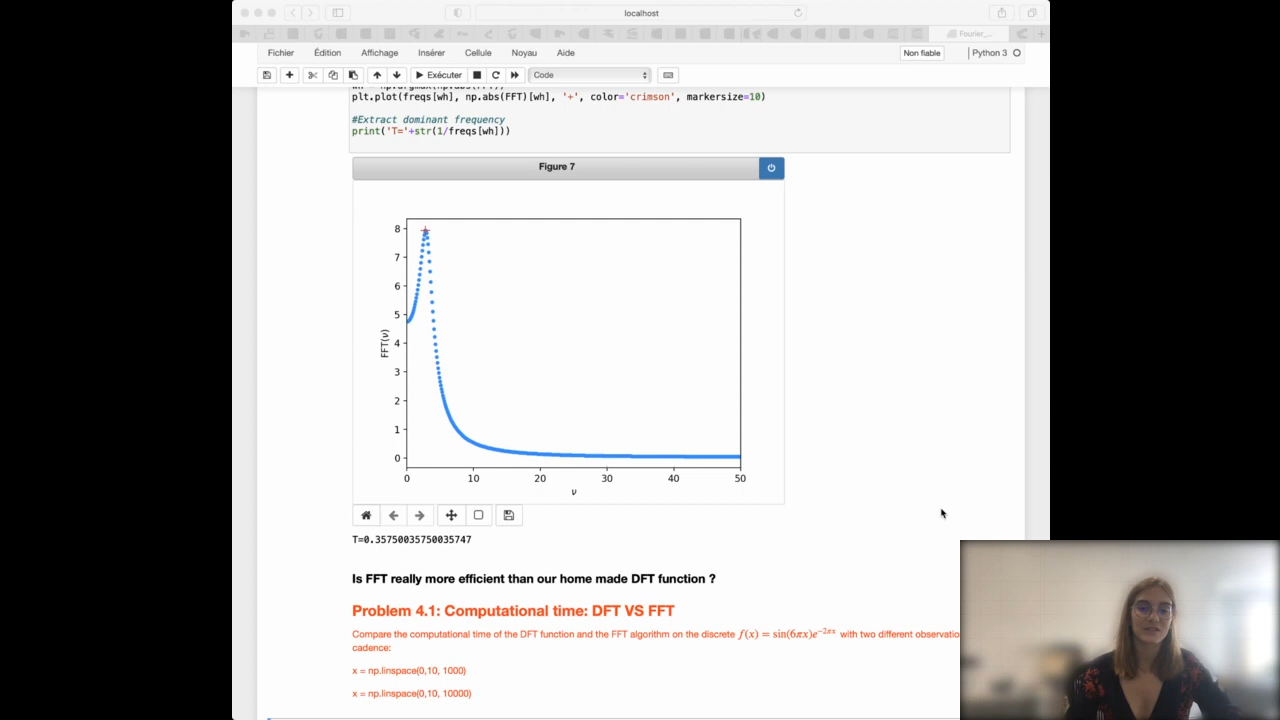 localhost
Fourier_...
Fichier Édition Affichage Insérer Cellule Noyau Aide Non fiable Python 3
Exécuter Code
plt.plot(freqs[wh], np.abs(FFT)[wh], '+', color='crimson', markersize=10)
#Extract dominant frequency
print('T='+str(1/freqs[wh]))
Figure 7
8
7
6
5
4
3
2
1
0
FFT(ν)
0 10 20 30 40 50
ν
T=0.35750035750035747
Is FFT really more efficient than our home made DFT function ?
Problem 4.1: Computational time: DFT VS FFT
Compare the computational time of the DFT function and the FFT algorithm on the discrete f(x) = sin(6πx)e^{−2πx} with two different observatio
cadence:
x = np.linspace(0,10, 1000)
x = np.linspace(0,10, 10000)